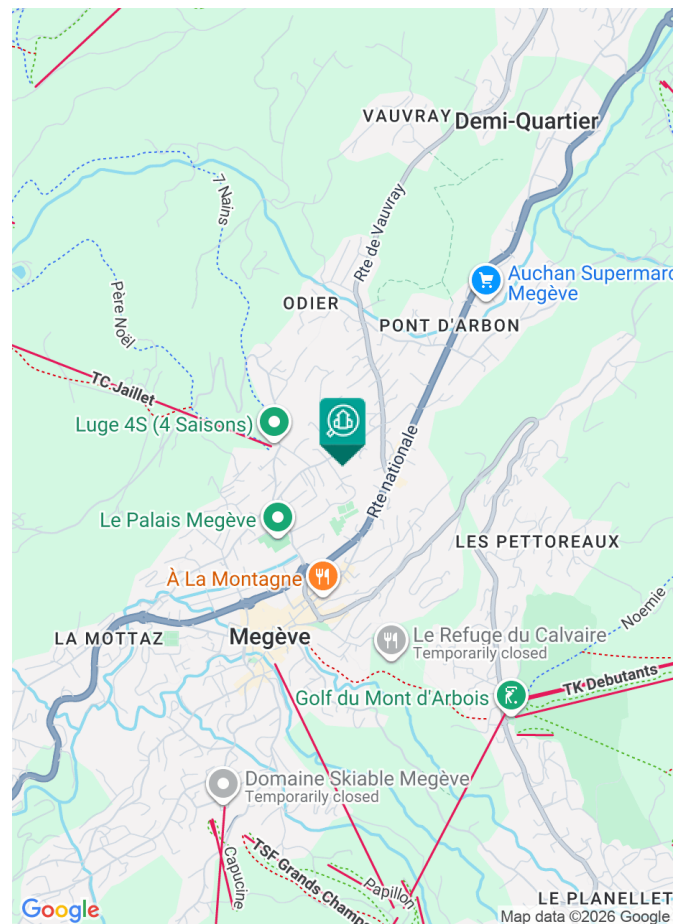 VAUVRAY
Demi-Quartier
Rte de Vauvray
7 Nains
Père Noël
ODIER
Auchan Supermarc
Megève
PONT D'ARBON
TC Jaillet
Luge 4S (4 Saisons)
Rte nationale
Le Palais Megève
LES PETTOREAUX
À La Montagne
Noemie
LA MOTTAZ
Megève
Le Refuge du Calvaire
Temporarily closed
TK Debutants
Golf du Mont d'Arbois
Domaine Skiable Megève
Temporarily closed
Capucine
TSF Grands Champ
Papillon
LE PLANELLET
Google
Map data ©2026 Google